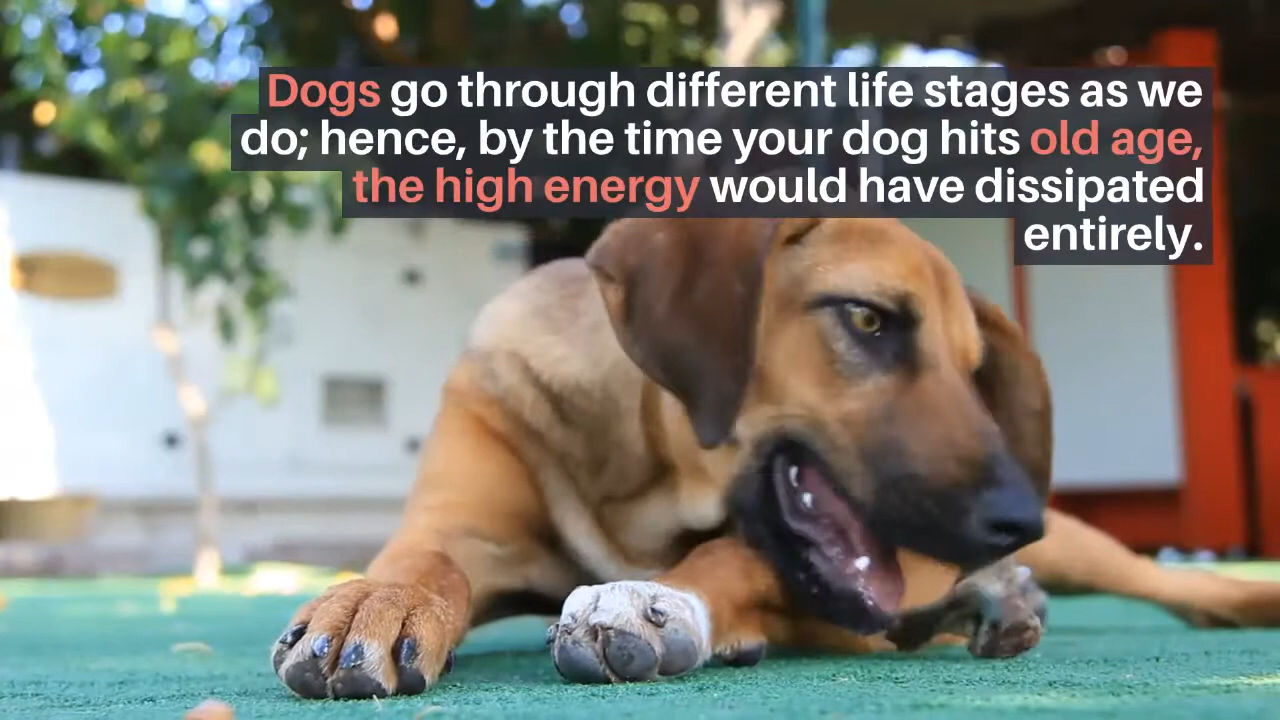 Dogs go through different life stages as we
do; hence, by the time your dog hits old age,
the high energy would have dissipated
entirely.